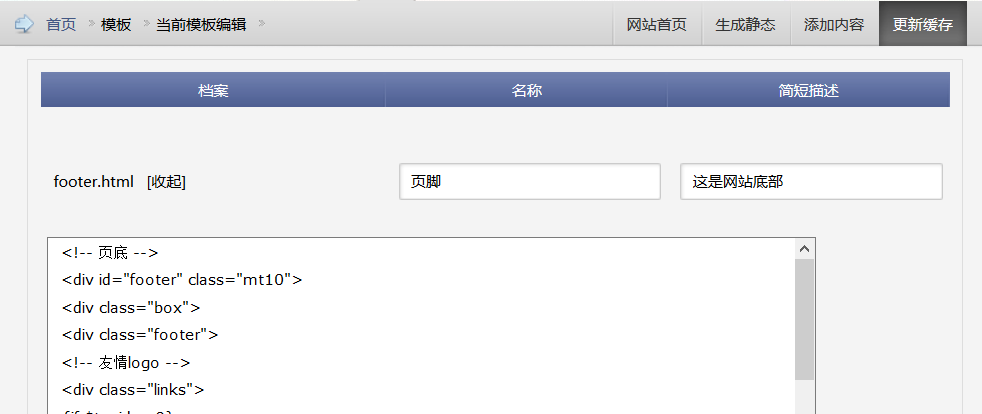 首页 模板 当前模板编辑 网站首页 生成静态 添加内容 更新缓存
档案 名称 简短描述
footer.html [收起] 页脚 这是网站底部
<!-- 页底 -->
<div id="footer" class="mt10">
<div class="box">
<div class="footer">
<!-- 友情logo -->
<div class="links">